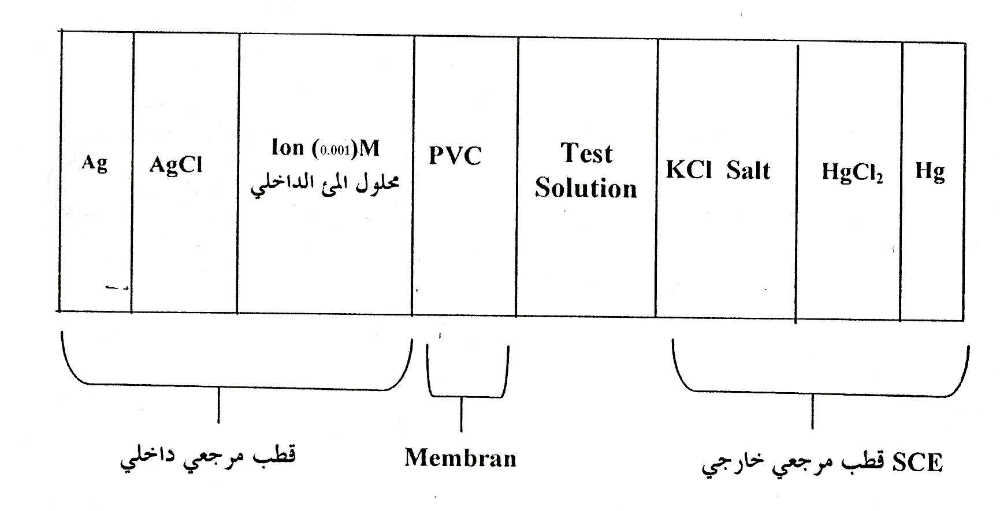 Ag
AgCl
Ion (0.001)M
محلول المئ الداخلي
PVC
Test
Solution
KCl Salt
HgCl₂
Hg
قطب مرجعي داخلي
Membran
SCE قطب مرجعي خارجي